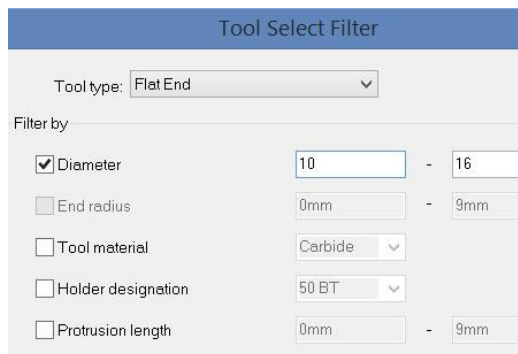 Tool Select Filter
Tool type: Flat End
Filter by
Diameter 10 - 16
End radius 0mm - 9mm
Tool material Carbide
Holder designation 50 BT
Protrusion length 0mm - 9mm